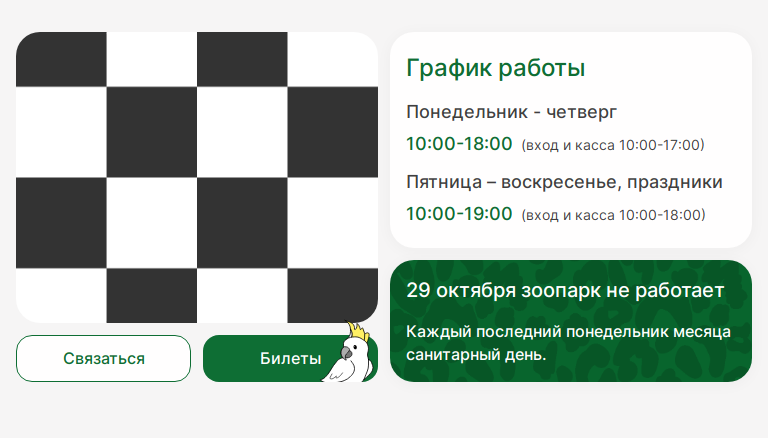 График работы
Понедельник - четверг
10:00-18:00 (вход и касса 10:00-17:00)
Пятница – воскресенье, праздники
10:00-19:00 (вход и касса 10:00-18:00)
29 октября зоопарк не работает
Каждый последний понедельник месяца
санитарный день.
Связаться
Билеты